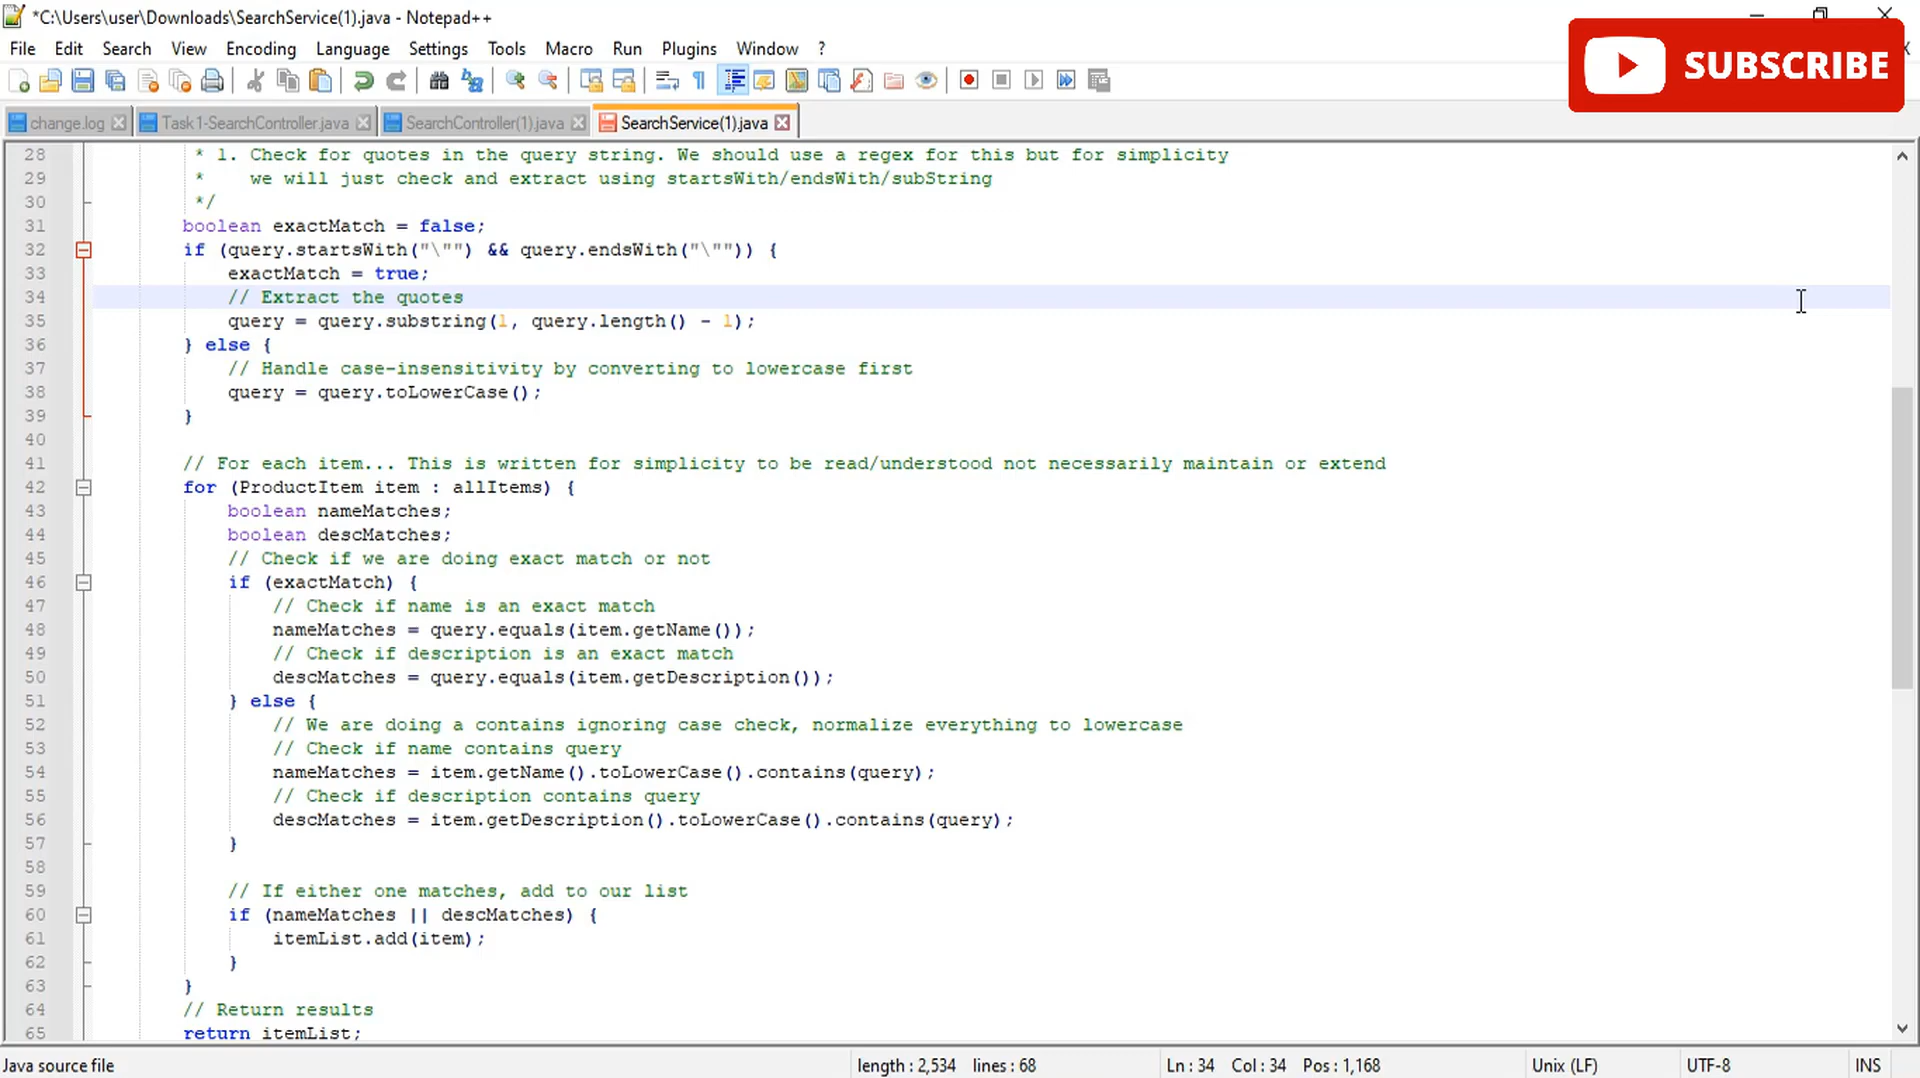 *C:\Users\user\Downloads\SearchService(1).java - Notepad++
File Edit Search View Encoding Language Settings Tools Macro Run Plugins Window ?
SUBSCRIBE
change.log Task1-SearchController.java SearchController(1).java SearchService(1).java
28 * 1. Check for quotes in the query string. We should use a regex for this but for simplicity
29 * we will just check and extract using startsWith/endsWith/subString
30 */
31 boolean exactMatch = false;
32 if (query.startsWith("\"") && query.endsWith("\"")) {
33 exactMatch = true;
34 // Extract the quotes
35 query = query.substring(1, query.length() - 1);
36 } else {
37 // Handle case-insensitivity by converting to lowercase first
38 query = query.toLowerCase();
39 }
40
41 // For each item... This is written for simplicity to be read/understood not necessarily maintain or extend
42 for (ProductItem item : allItems) {
43 boolean nameMatches;
44 boolean descMatches;
45 // Check if we are doing exact match or not
46 if (exactMatch) {
47 // Check if name is an exact match
48 nameMatches = query.equals(item.getName());
49 // Check if description is an exact match
50 descMatches = query.equals(item.getDescription());
51 } else {
52 // We are doing a contains ignoring case check, normalize everything to lowercase
53 // Check if name contains query
54 nameMatches = item.getName().toLowerCase().contains(query);
55 // Check if description contains query
56 descMatches = item.getDescription().toLowerCase().contains(query);
57 }
58
59 // If either one matches, add to our list
60 if (nameMatches || descMatches) {
61 itemList.add(item);
62 }
63 }
64 // Return results
65 return itemList;
Java source file length : 2,534 lines : 68 Ln : 34 Col : 34 Pos : 1,168 Unix (LF) UTF-8 INS